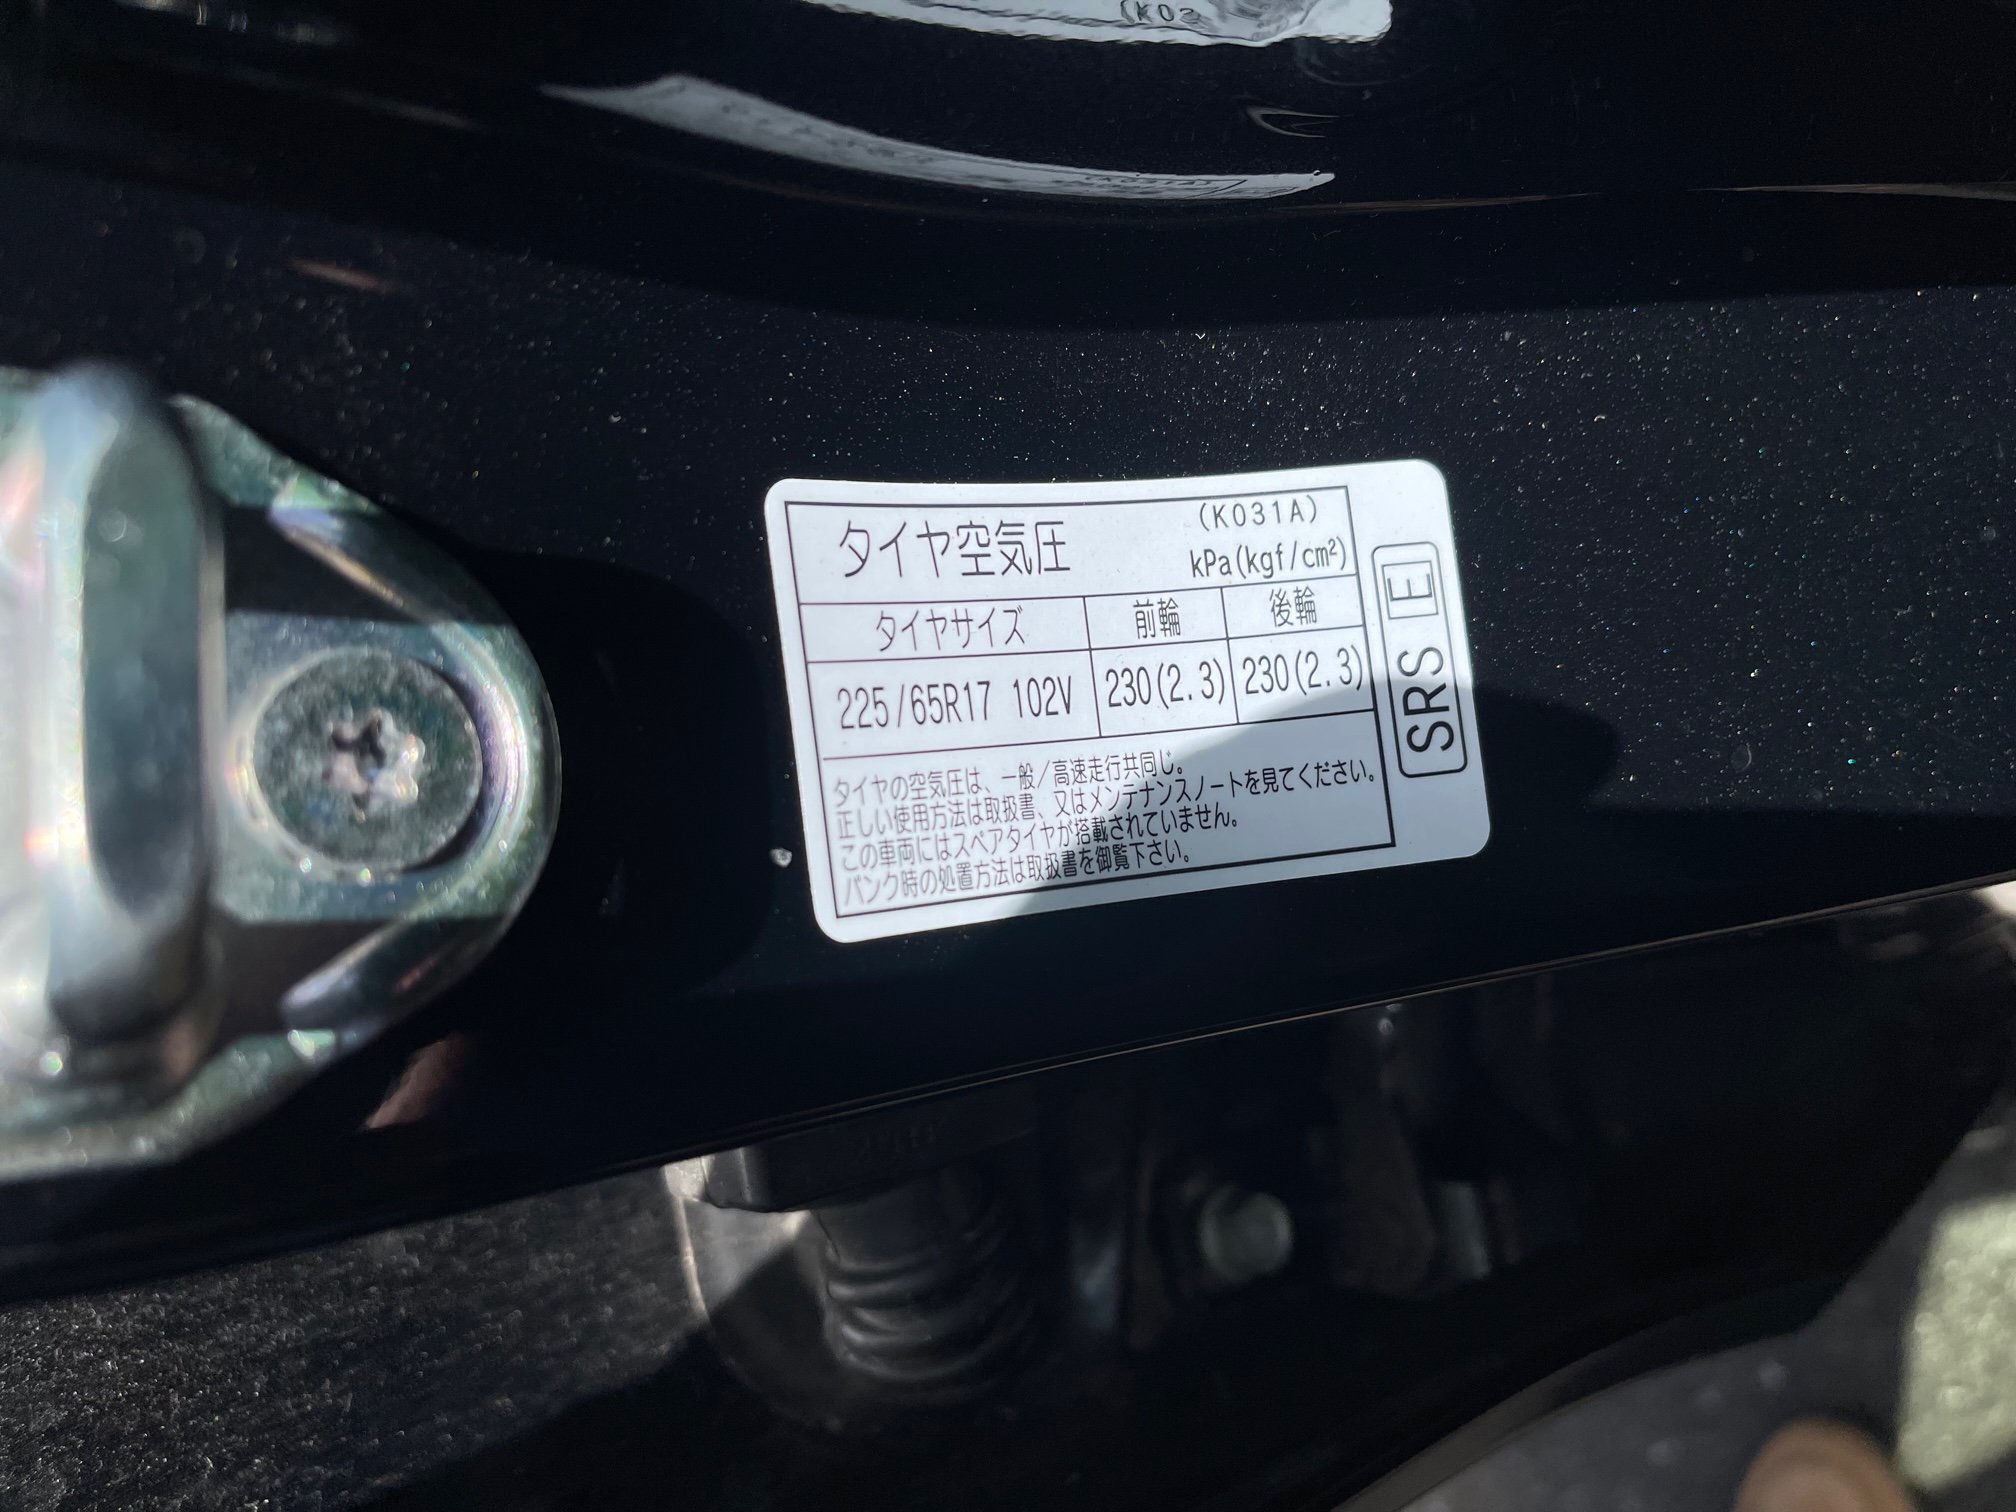 タイヤ空気圧
(K031A)
kPa(kgf/cm²)
タイヤサイズ 前輪 後輪
225/65R17 102V 230(2.3) 230(2.3)
タイヤの空気圧は、一般/高速走行共同じ。
正しい使用方法は取扱書、又はメンテナンスノートを見てください。
この車両にはスペアタイヤが搭載されていません。
パンク時の処置方法は取扱書を御覧下さい。
SRS E
(K03